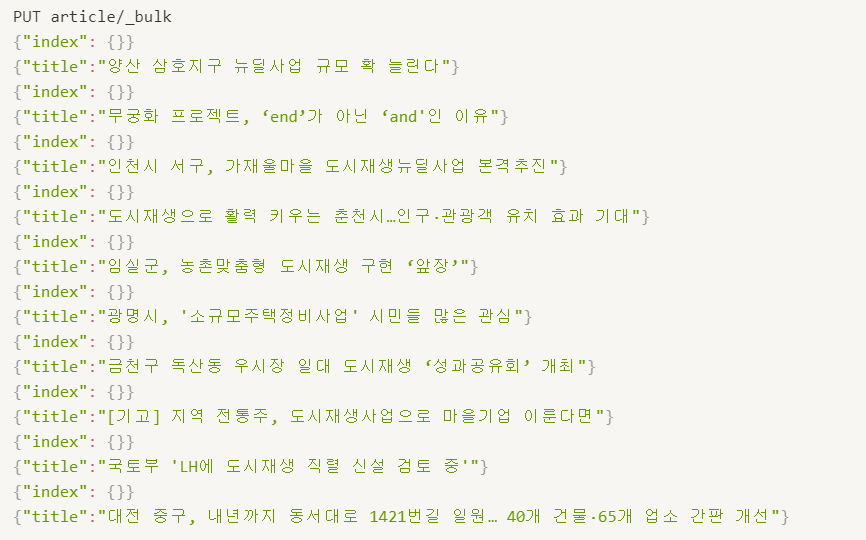 PUT article/_bulk
{"index": {}}
{"title":"양산 삼호지구 뉴딜사업 규모 확 늘린다"}
{"index": {}}
{"title":"무궁화 프로젝트, ‘end’가 아닌 ‘and'인 이유"}
{"index": {}}
{"title":"인천시 서구, 가재울마을 도시재생뉴딜사업 본격추진"}
{"index": {}}
{"title":"도시재생으로 활력 키우는 춘천시…인구·관광객 유치 효과 기대"}
{"index": {}}
{"title":"임실군, 농촌맞춤형 도시재생 구현 ‘앞장’"}
{"index": {}}
{"title":"광명시, '소규모주택정비사업' 시민들 많은 관심"}
{"index": {}}
{"title":"금천구 독산동 우시장 일대 도시재생 ‘성과공유회’ 개최"}
{"index": {}}
{"title":"[기고] 지역 전통주, 도시재생사업으로 마을기업 이룬다면"}
{"index": {}}
{"title":"국토부 'LH에 도시재생 직렬 신설 검토 중'"}
{"index": {}}
{"title":"대전 중구, 내년까지 동서대로 1421번길 일원… 40개 건물·65개 업소 간판 개선"}